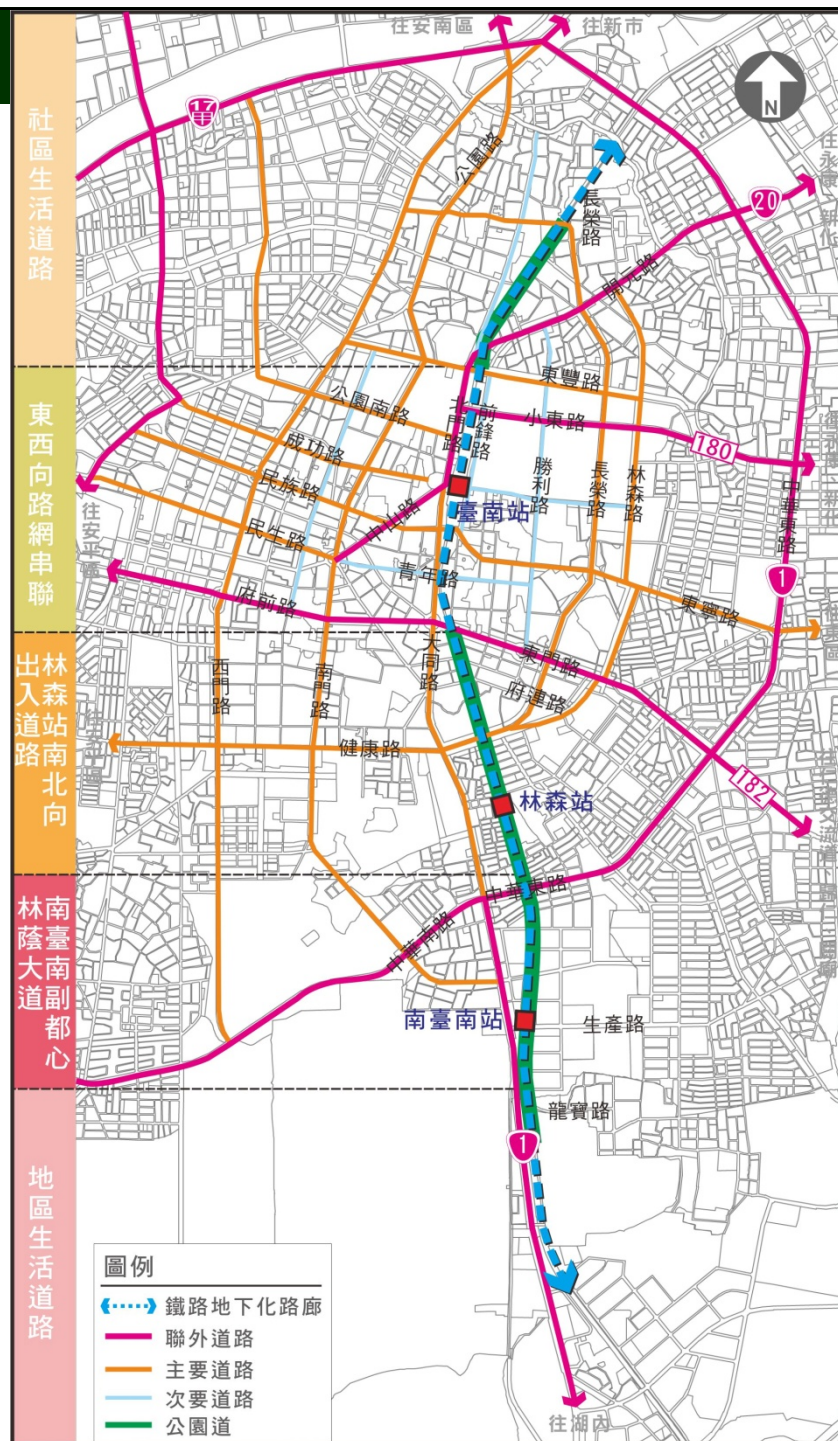 往安南區
往新市
N
17甲
社區生活道路
公園路
往永康、新化
20
長榮路
開元路
東豐路
公園南路
北門路
前鋒路
小東路
180
東西向路網串聯
成功路
勝利路
長榮路
林森路
中華東路
民族路
臺南站
往安平區
中山路
民生路
青年路
1
府前路
東寧路
林森站南北向
出入道路
西門路
南門路
大同路
東門路
府連路
健康路
182
林森站
南臺南副都心
林蔭大道
中華東路
中華南路
南臺南站
生產路
龍寶路
1
地區生活道路
圖例
鐵路地下化路廊
聯外道路
主要道路
次要道路
公園道
往湖內